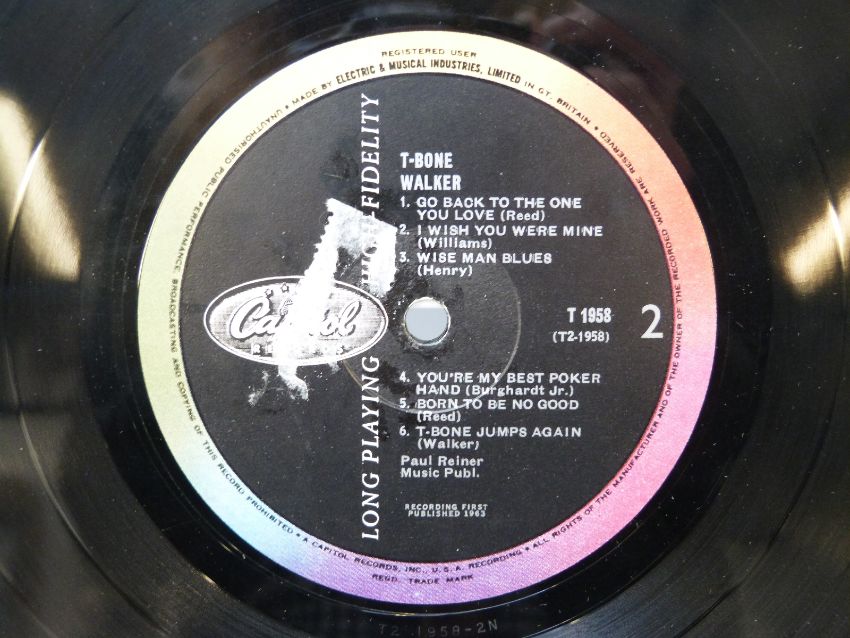 REGISTERED USER
• MADE BY ELECTRIC & MUSICAL INDUSTRIES, LIMITED IN GT. BRITAIN •
ALL RIGHTS OF THE MANUFACTURER AND OF THE OWNER OF THE RECORDED WORK ARE RESERVED
UNAUTHORISED PUBLIC PERFORMANCE, BROADCASTING AND COPYING OF THIS RECORD PROHIBITED
• A CAPITOL RECORDS, INC., U.S.A. RECORDING •
REGD. TRADE MARK
LONG PLAYING HIGH-FIDELITY
Capitol
RECORDS
T-BONE
WALKER
1. GO BACK TO THE ONE
YOU LOVE (Reed)
2. I WISH YOU WERE MINE
(Williams)
3. WISE MAN BLUES
(Henry)
T 1958
(T2-1958)
2
4. YOU'RE MY BEST POKER
HAND (Burghardt Jr.)
5. BORN TO BE NO GOOD
(Reed)
6. T-BONE JUMPS AGAIN
(Walker)
Paul Reiner
Music Publ.
RECORDING FIRST
PUBLISHED 1963
T2 1958-2N